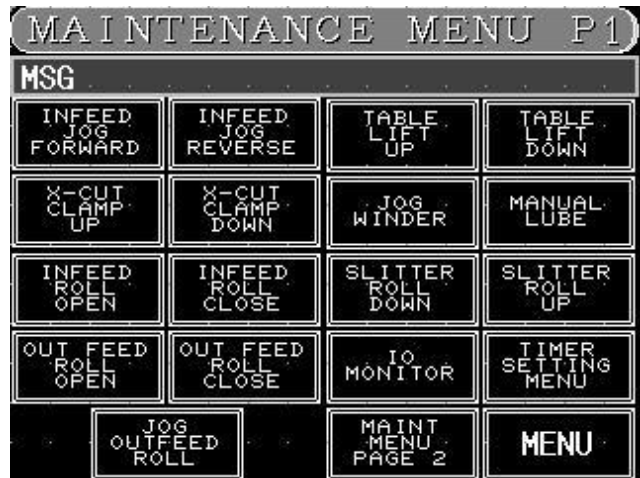 MAINTENANCE MENU P1
MSG
INFEED
JOG
FORWARD
INFEED
JOG
REVERSE
TABLE
LIFT
UP
TABLE
LIFT
DOWN
X-CUT
CLAMP
UP
X-CUT
CLAMP
DOWN
JOG
WINDER
MANUAL
LUBE
INFEED
ROLL
OPEN
INFEED
ROLL
CLOSE
SLITTER
ROLL
DOWN
SLITTER
ROLL
UP
OUT FEED
ROLL
OPEN
OUT FEED
ROLL
CLOSE
IO
MONITOR
TIMER
SETTING
MENU
JOG
OUTFEED
ROLL
MAINT
MENU
PAGE 2
MENU